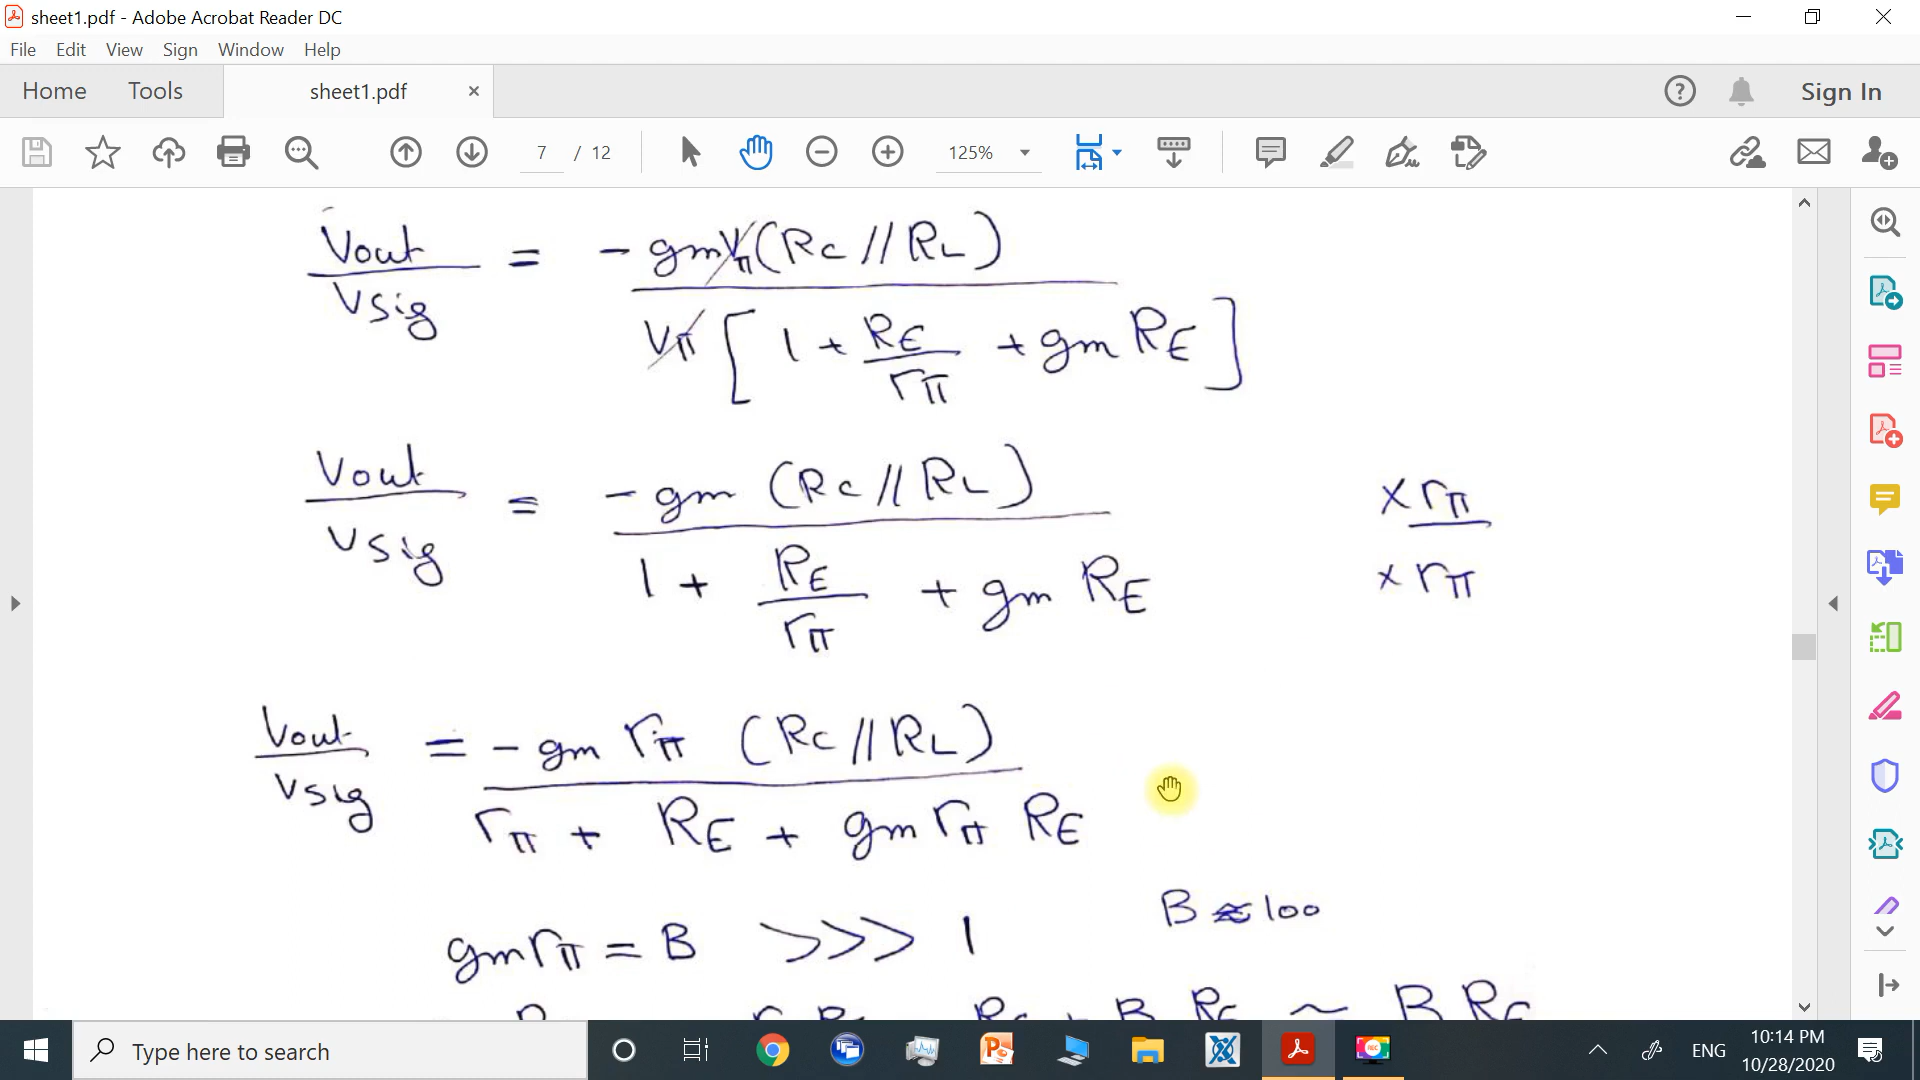 sheet1.pdf - Adobe Acrobat Reader DC
File Edit View Sign Window Help
Home Tools sheet1.pdf × Sign In
7 / 12 125%
Vout / Vsig = - gm Vπ (Rc // RL) / Vπ [ 1 + RE / rπ + gm RE ]
Vout / Vsig = - gm (Rc // RL) / 1 + RE / rπ + gm RE × rπ / × rπ
Vout / Vsig = - gm rπ (Rc // RL) / rπ + RE + gm rπ RE
B ≈ 100
gm rπ = B >>> 1
RE + B RE ≈ B RE
Type here to search
ENG
10:14 PM
10/28/2020